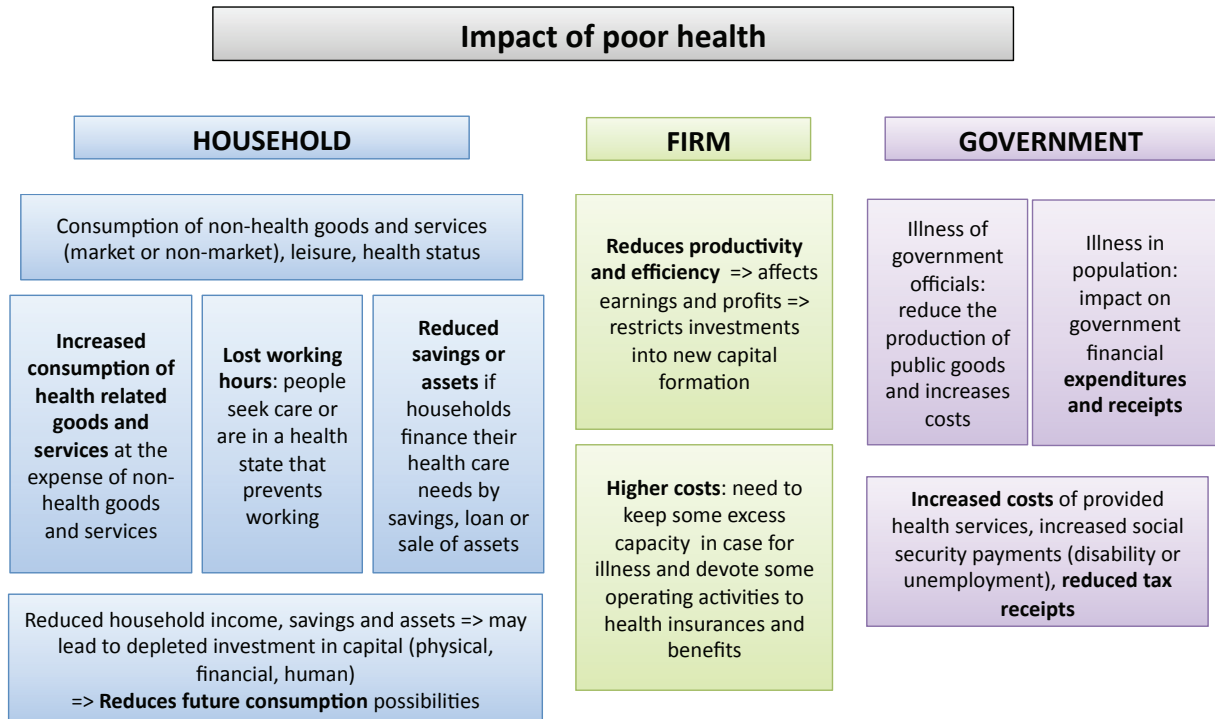 Impact of poor health
HOUSEHOLD
Consumption of non-health goods and services
(market or non-market), leisure, health status
Increased
consumption of
health related
goods and
services at the
expense of non-
health goods
and services
Lost working
hours: people
seek care or
are in a health
state that
prevents
working
Reduced
savings or
assets if
households
finance their
health care
needs by
savings, loan or
sale of assets
Reduced household income, savings and assets => may
lead to depleted investment in capital (physical,
financial, human)
=> Reduces future consumption possibilities
FIRM
Reduces productivity
and efficiency => affects
earnings and profits =>
restricts investments
into new capital
formation
Higher costs: need to
keep some excess
capacity in case for
illness and devote some
operating activities to
health insurances and
benefits
GOVERNMENT
Illness of
government
officials:
reduce the
production of
public goods
and increases
costs
Illness in
population:
impact on
government
financial
expenditures
and receipts
Increased costs of provided
health services, increased social
security payments (disability or
unemployment), reduced tax
receipts